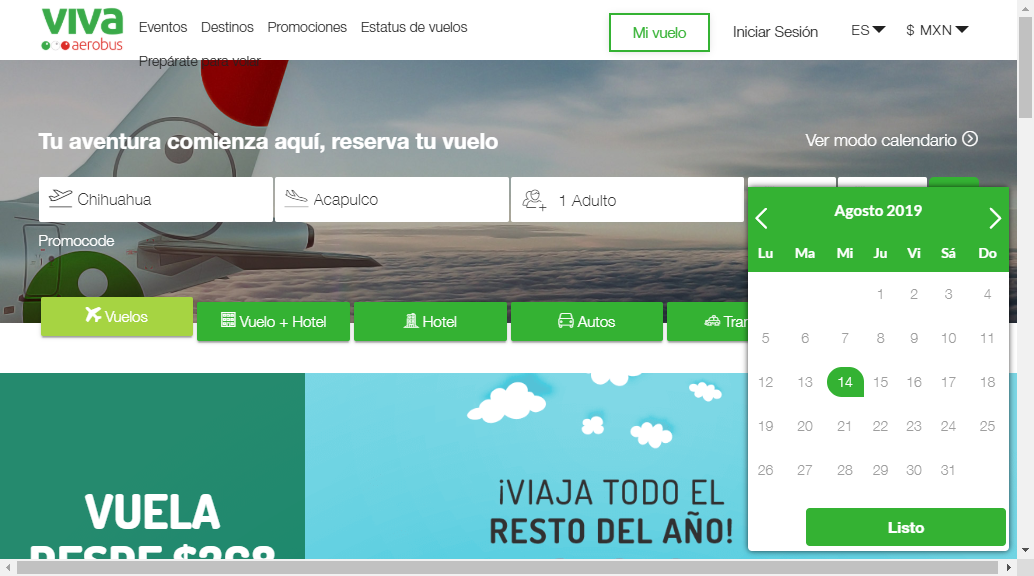 viva
aerobus
Eventos Destinos Promociones Estatus de vuelos
Prepárate para volar
Mi vuelo
Iniciar Sesión
ES
$ MXN
Tu aventura comienza aquí, reserva tu vuelo
Ver modo calendario
Chihuahua
Acapulco
1 Adulto
Promocode
Vuelos
Vuelo + Hotel
Hotel
Autos
Tran
Agosto 2019
Lu Ma Mi Ju Vi Sá Do
1 2 3 4
5 6 7 8 9 10 11
12 13 14 15 16 17 18
19 20 21 22 23 24 25
26 27 28 29 30 31
Listo
VUELA
DESDE $268
¡VIAJA TODO EL
RESTO DEL AÑO!